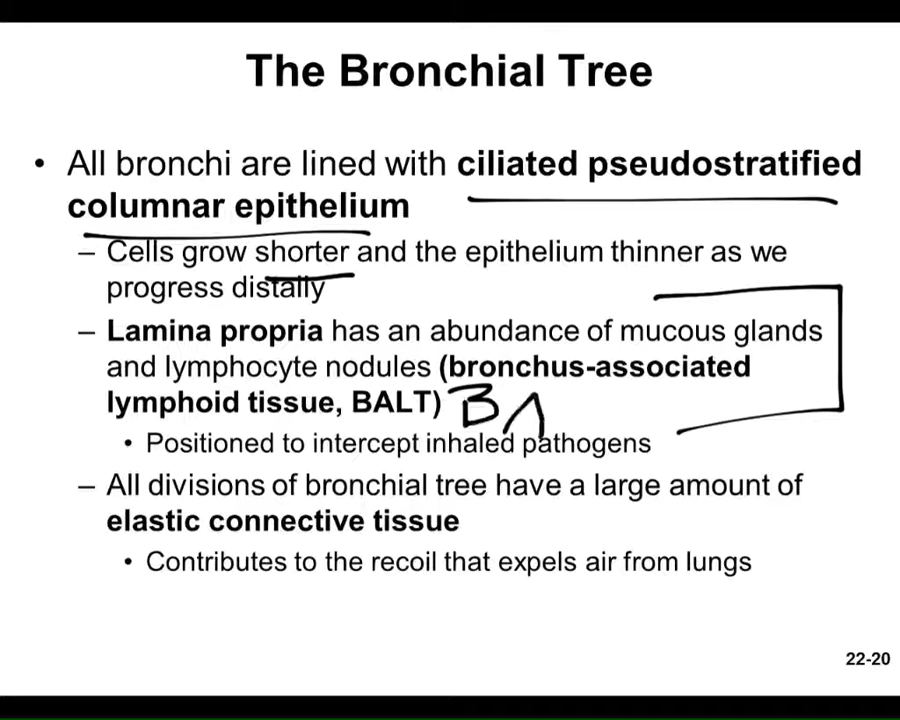 The Bronchial Tree
• All bronchi are lined with ciliated pseudostratified
columnar epithelium
– Cells grow shorter and the epithelium thinner as we
progress distally
– Lamina propria has an abundance of mucous glands
and lymphocyte nodules (bronchus-associated
lymphoid tissue, BALT) BA
• Positioned to intercept inhaled pathogens
– All divisions of bronchial tree have a large amount of
elastic connective tissue
• Contributes to the recoil that expels air from lungs
22-20